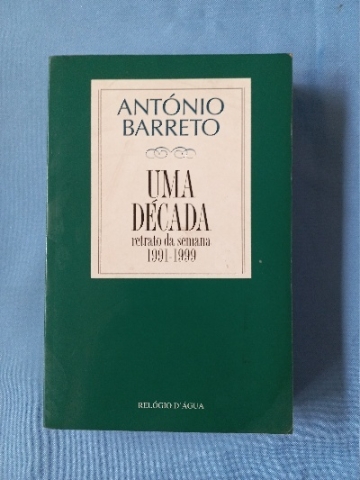 ANTÓNIO
BARRETO
UMA
DÉCADA
retrato da semana
1991-1999
RELÓGIO D'ÁGUA